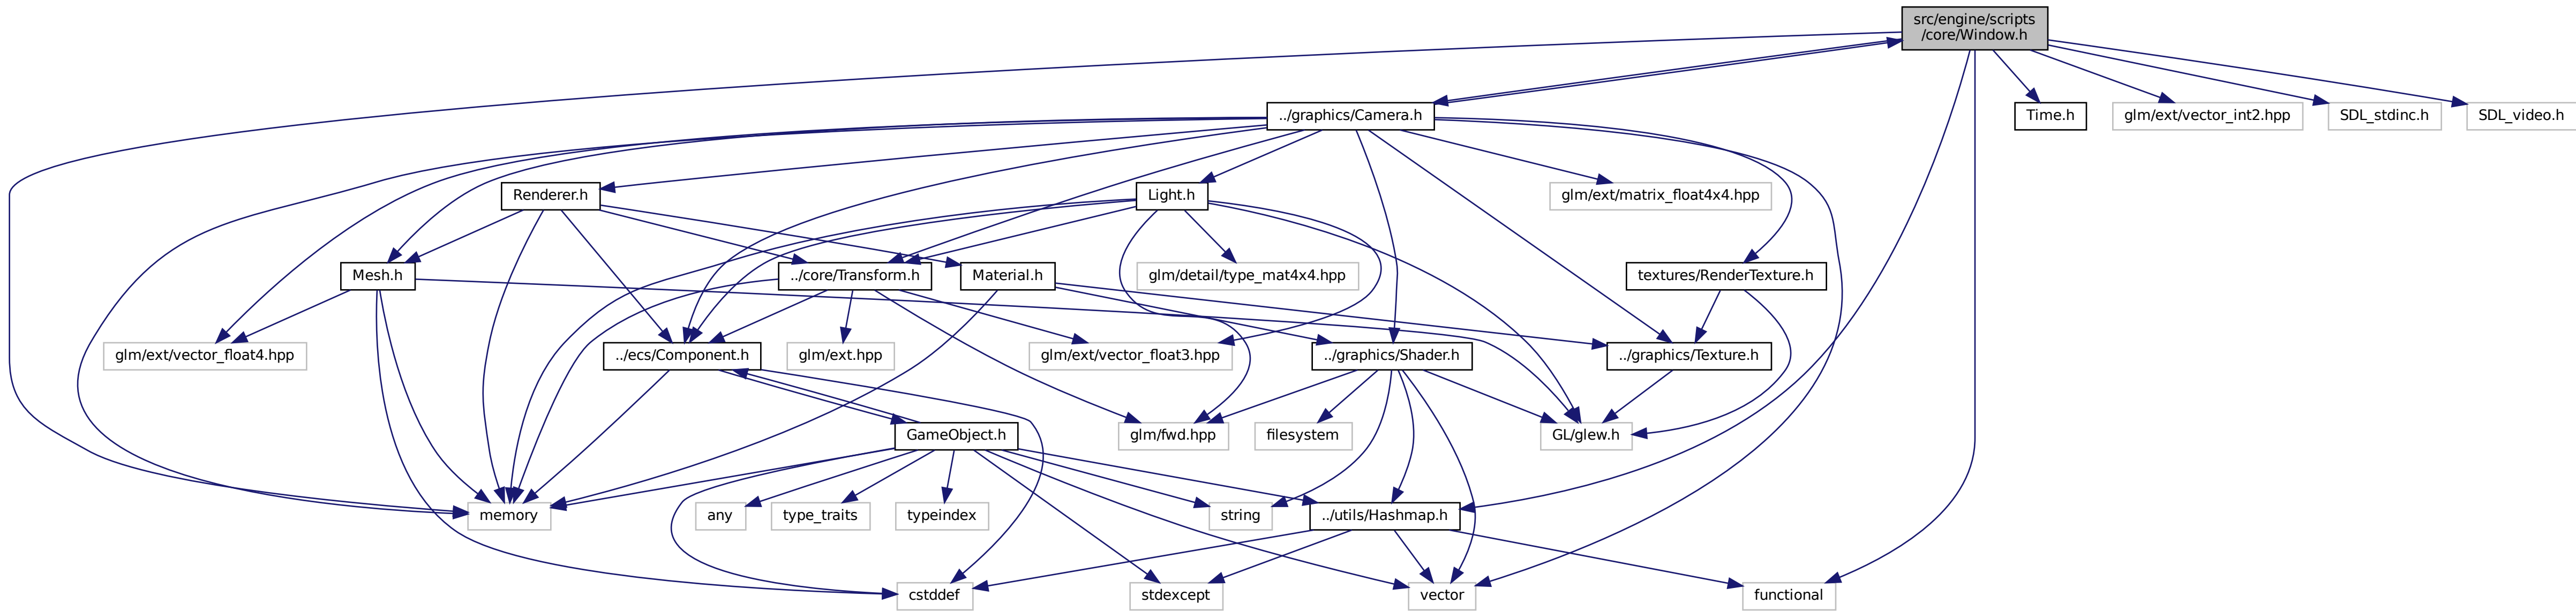 src/engine/scripts
/core/Window.h
../graphics/Camera.h
Time.h
glm/ext/vector_int2.hpp
SDL_stdinc.h
SDL_video.h
Renderer.h
Light.h
glm/ext/matrix_float4x4.hpp
Mesh.h
../core/Transform.h
Material.h
glm/detail/type_mat4x4.hpp
textures/RenderTexture.h
glm/ext/vector_float4.hpp
../ecs/Component.h
glm/ext.hpp
glm/ext/vector_float3.hpp
../graphics/Shader.h
../graphics/Texture.h
GameObject.h
glm/fwd.hpp
filesystem
GL/glew.h
memory
any
type_traits
typeindex
string
../utils/Hashmap.h
cstddef
stdexcept
vector
functional